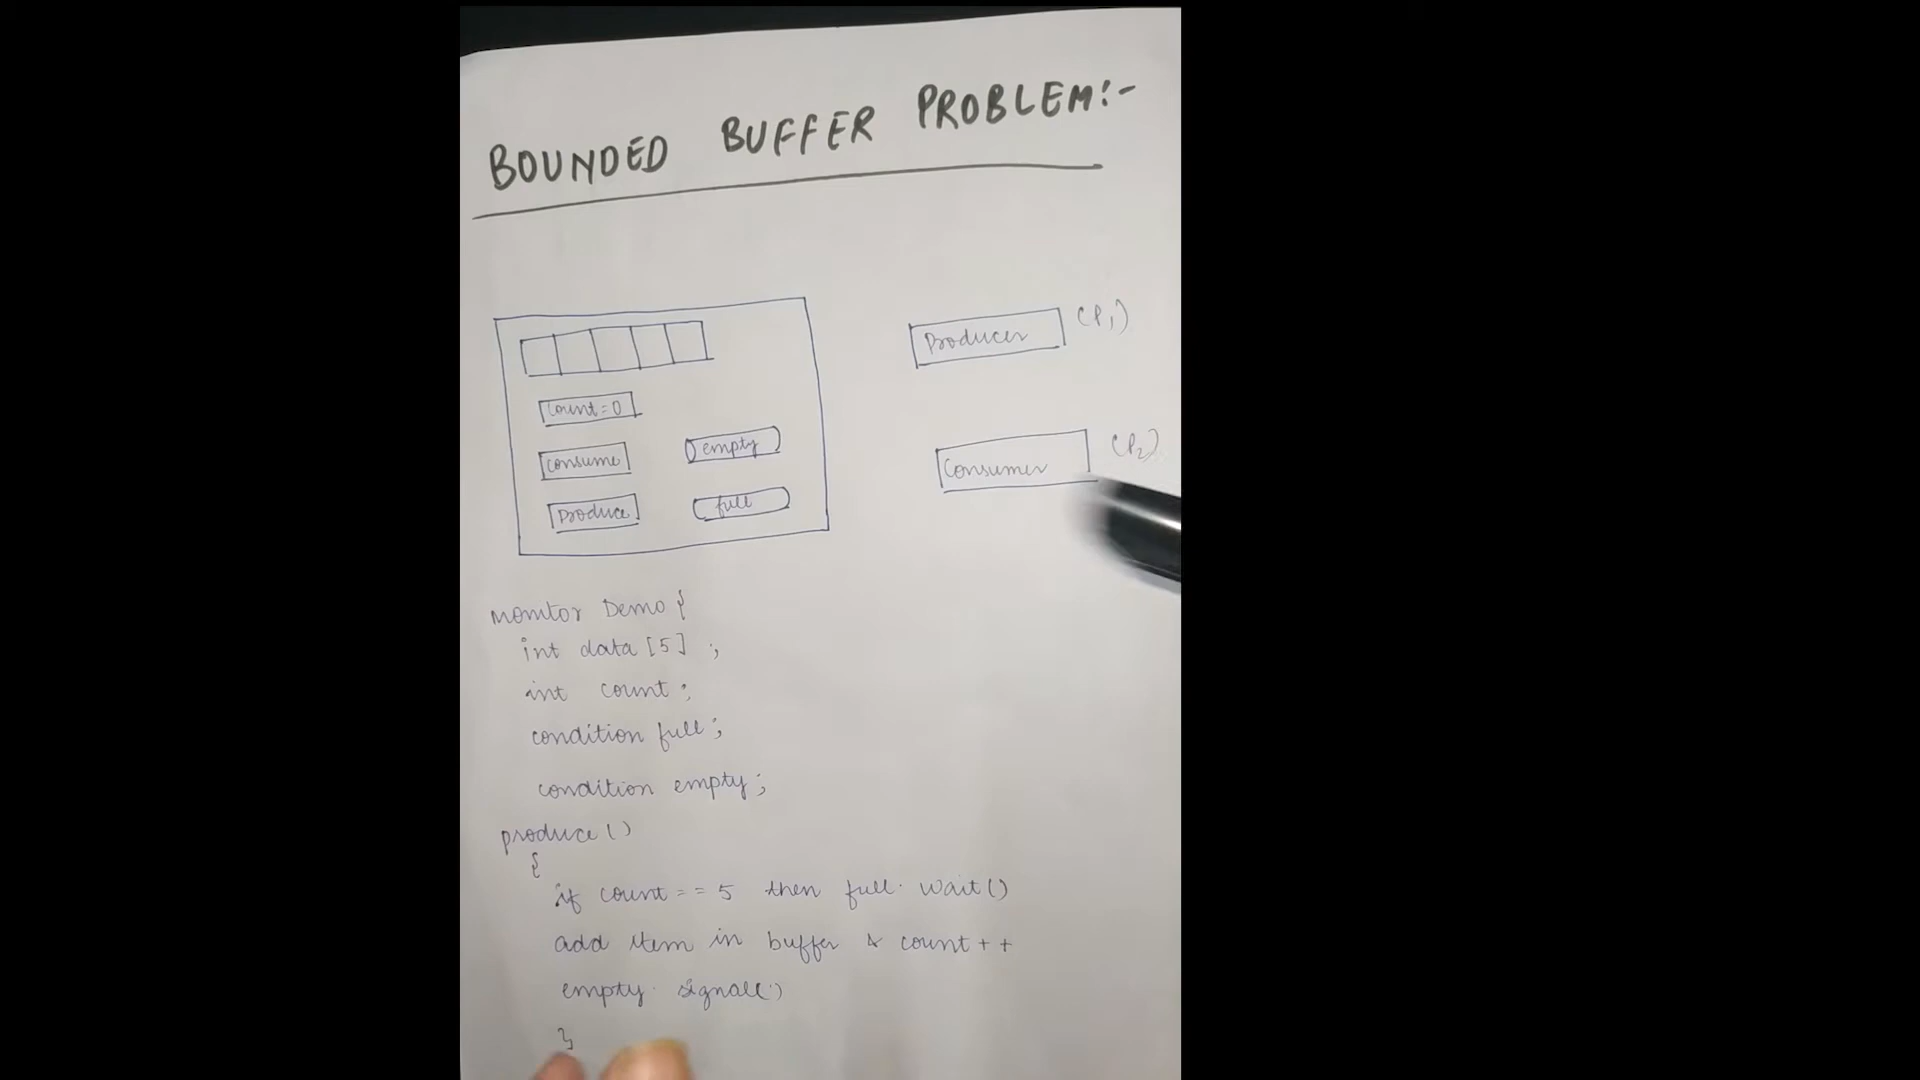 BOUNDED BUFFER PROBLEM:-
Producer (P1)
count=0
consume
empty
Consumer (P2)
Produce
full
monitor Demo {
int data [5] ;
int count ;
condition full ;
condition empty ;
produce ()
{
if count == 5 then full. wait()
add item in buffer & count++
empty. signal()
}